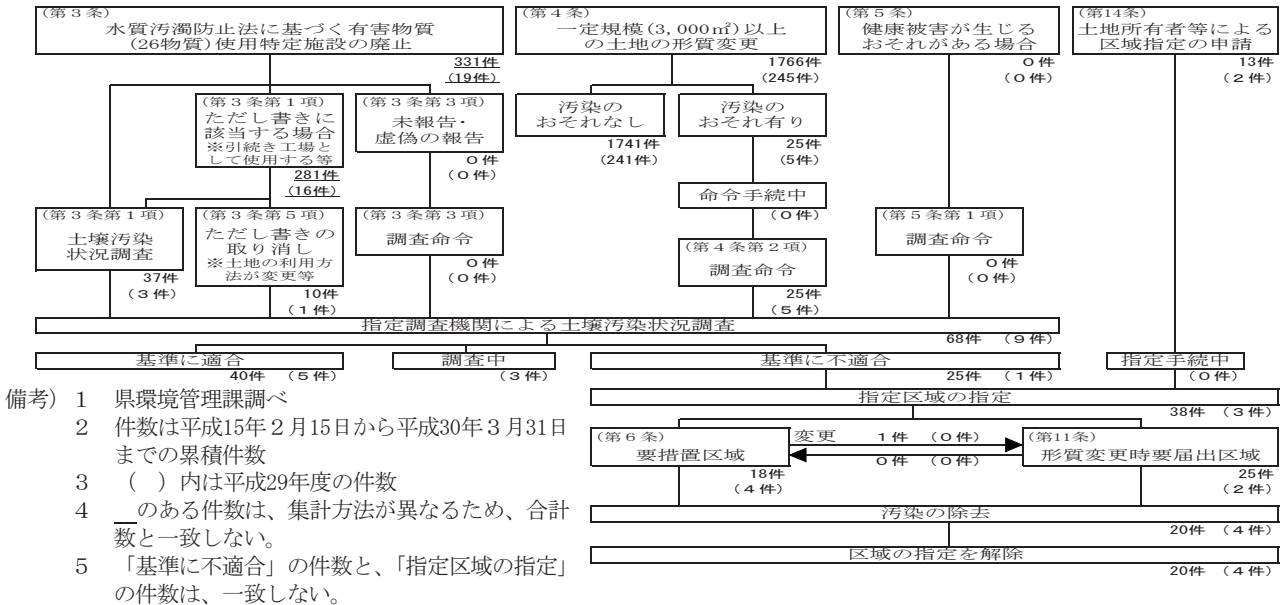 (第３条)
水質汚濁防止法に基づく有害物質
(26物質)使用特定施設の廃止
331件
(19件)
(第４条)
一定規模(3,000㎡)以上
の土地の形質変更
1766件
(245件)
(第５条)
健康被害が生じる
おそれがある場合
０件
(０件)
(第14条)
土地所有者等による
区域指定の申請
13件
(２件)
(第３条第１項)
ただし書きに
該当する場合
※引続き工場と
して使用する等
281件
(16件)
(第３条第３項)
未報告・
虚偽の報告
０件
(０件)
汚染の
おそれなし
1741件
(241件)
汚染の
おそれ有り
25件
(5件)
命令手続中
(０件)
(第３条第１項)
土壌汚染
状況調査
37件
(３件)
(第３条第５項)
ただし書きの
取り消し
※土地の利用方
法が変更等
10件
(１件)
(第３条第３項)
調査命令
０件
(０件)
(第４条第２項)
調査命令
25件
(５件)
(第５条第１項)
調査命令
０件
(０件)
指定調査機関による土壌汚染状況調査
68件 (９件)
基準に適合
40件 (５件)
調査中
(３件)
基準に不適合
25件 (１件)
指定手続中
(０件)
指定区域の指定
38件 (３件)
(第６条)
要措置区域
18件
(４件)
変更 １件 (０件)
０件 (０件)
(第11条)
形質変更時要届出区域
25件
(２件)
汚染の除去
20件 (４件)
区域の指定を解除
20件 (４件)
備考) １ 県環境管理課調べ
２ 件数は平成15年２月15日から平成30年３月31日
までの累積件数
３ ( )内は平成29年度の件数
４ __のある件数は、集計方法が異なるため、合計
数と一致しない。
５ 「基準に不適合」の件数と、「指定区域の指定」
の件数は、一致しない。